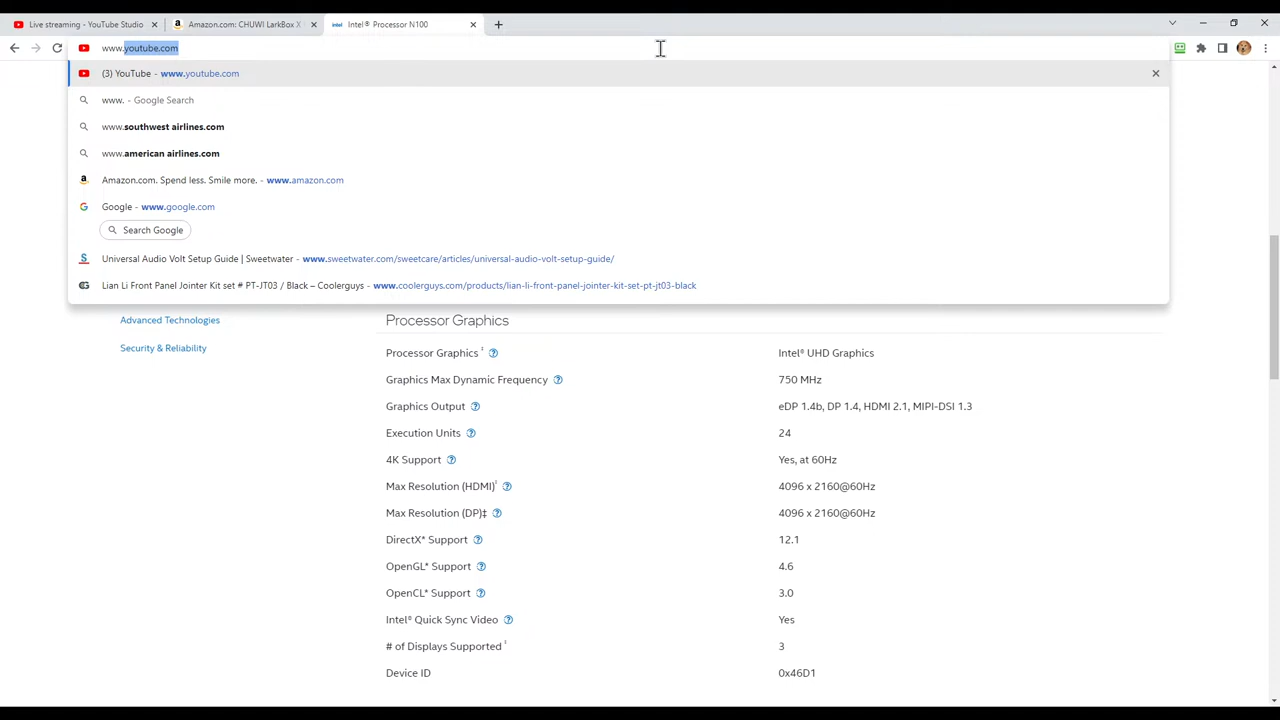 Live streaming - YouTube Studio
Amazon.com: CHUWI LarkBox X
intel
Intel® Processor N100
www.youtube.com
(3) YouTube - www.youtube.com
www. - Google Search
www.southwest airlines.com
www.american airlines.com
Amazon.com. Spend less. Smile more. - www.amazon.com
Google - www.google.com
Search Google
Universal Audio Volt Setup Guide | Sweetwater - www.sweetwater.com/sweetcare/articles/universal-audio-volt-setup-guide/
Lian Li Front Panel Jointer Kit set # PT-JT03 / Black – Coolerguys - www.coolerguys.com/products/lian-li-front-panel-jointer-kit-set-pt-jt03-black
Advanced Technologies
Security & Reliability
Processor Graphics
Processor Graphics ‡ Intel® UHD Graphics
Graphics Max Dynamic Frequency 750 MHz
Graphics Output eDP 1.4b, DP 1.4, HDMI 2.1, MIPI-DSI 1.3
Execution Units 24
4K Support Yes, at 60Hz
Max Resolution (HDMI)‡ 4096 x 2160@60Hz
Max Resolution (DP)‡ 4096 x 2160@60Hz
DirectX* Support 12.1
OpenGL* Support 4.6
OpenCL* Support 3.0
Intel® Quick Sync Video Yes
# of Displays Supported ‡ 3
Device ID 0x46D1